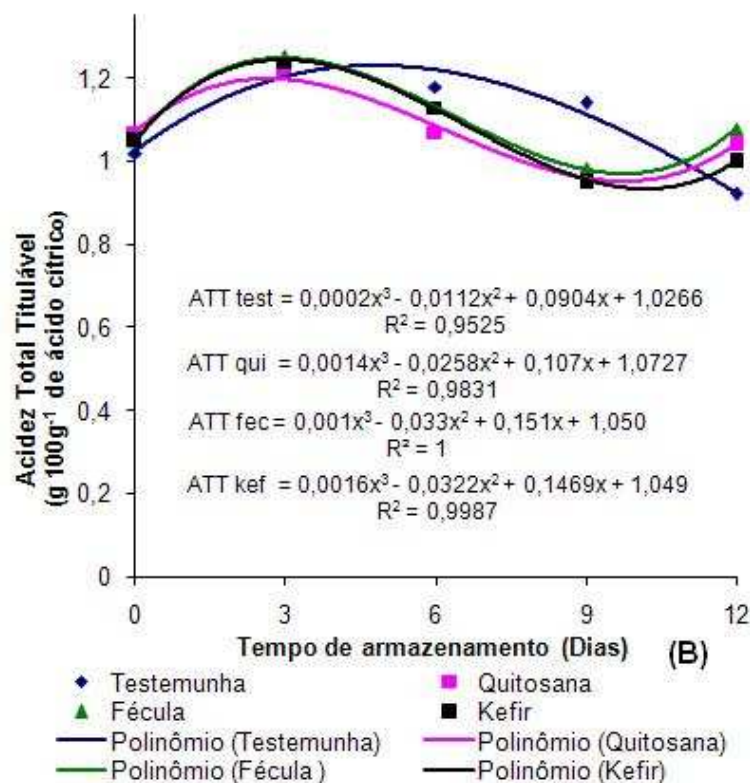 Acidez Total Titulável
(g 100g⁻¹ de ácido cítrico)
1,2
1
0,8
0,6
0,4
0,2
0
ATT test = 0,0002x³ - 0,0112x² + 0,0904x + 1,0266
R² = 0,9525
ATT qui = 0,0014x³ - 0,0258x² + 0,107x + 1,0727
R² = 0,9831
ATT fec= 0,001x³ - 0,033x² + 0,151x + 1,050
R² = 1
ATT kef = 0,0016x³ - 0,0322x² + 0,1469x + 1,049
R² = 0,9987
0 3 6 9 12
Tempo de armazenamento (Dias) (B)
Testemunha Quitosana
Fécula Kefir
Polinômio (Testemunha) Polinômio (Quitosana)
Polinômio (Fécula ) Polinômio (Kefir)